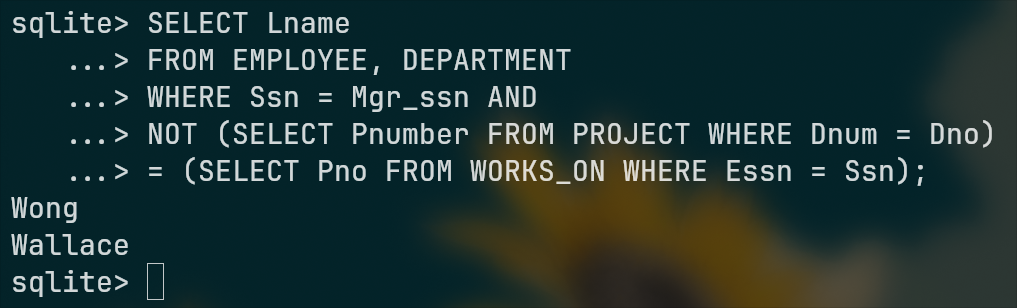 sqlite> SELECT Lname
   ...> FROM EMPLOYEE, DEPARTMENT
   ...> WHERE Ssn = Mgr_ssn AND
   ...> NOT (SELECT Pnumber FROM PROJECT WHERE Dnum = Dno)
   ...> = (SELECT Pno FROM WORKS_ON WHERE Essn = Ssn);
Wong
Wallace
sqlite>